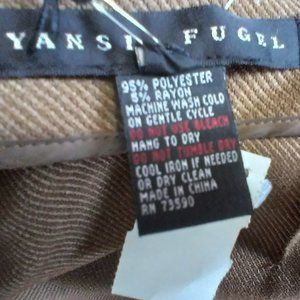 YANSI FUGEL
95% POLYESTER
5% RAYON
MACHINE WASH COLD
ON GENTLE CYCLE
DO NOT USE BLEACH
HANG TO DRY
DO NOT TUMBLE DRY
COOL IRON IF NEEDED
OR DRY CLEAN
MADE IN CHINA
RN 73590